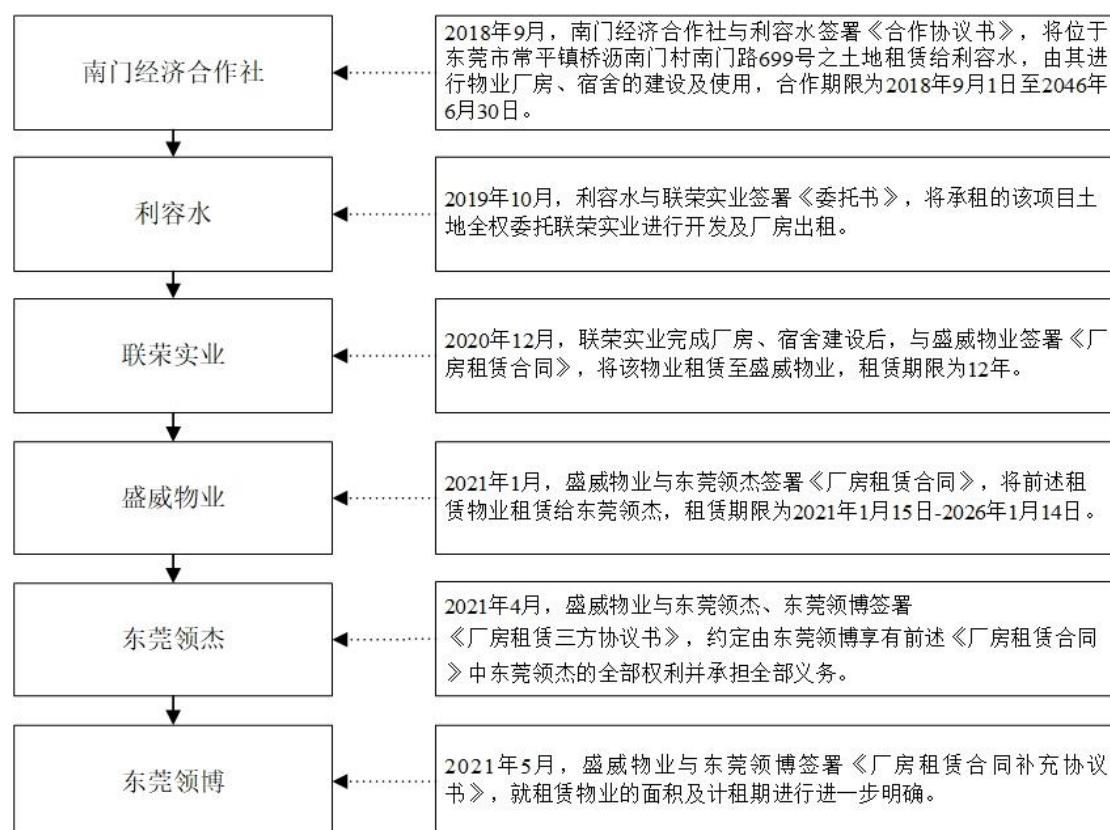 南门经济合作社
2018年9月，南门经济合作社与利容水签署《合作协议书》，将位于
东莞市常平镇桥沥南门村南门路699号之土地租赁给利容水，由其进
行物业厂房、宿舍的建设及使用，合作期限为2018年9月1日至2046年
6月30日。
利容水
2019年10月，利容水与联荣实业签署《委托书》，将承租的该项目土
地全权委托联荣实业进行开发及厂房出租。
联荣实业
2020年12月，联荣实业完成厂房、宿舍建设后，与盛威物业签署《厂
房租赁合同》，将该物业租赁至盛威物业，租赁期限为12年。
盛威物业
2021年1月，盛威物业与东莞领杰签署《厂房租赁合同》，将前述租
赁物业租赁给东莞领杰，租赁期限为2021年1月15日-2026年1月14日。
东莞领杰
2021年4月，盛威物业与东莞领杰、东莞领博签署
《厂房租赁三方协议书》，约定由东莞领博享有前述《厂房租赁合同
》中东莞领杰的全部权利并承担全部义务。
东莞领博
2021年5月，盛威物业与东莞领博签署《厂房租赁合同补充协议
书》，就租赁物业的面积及计租期进行进一步明确。